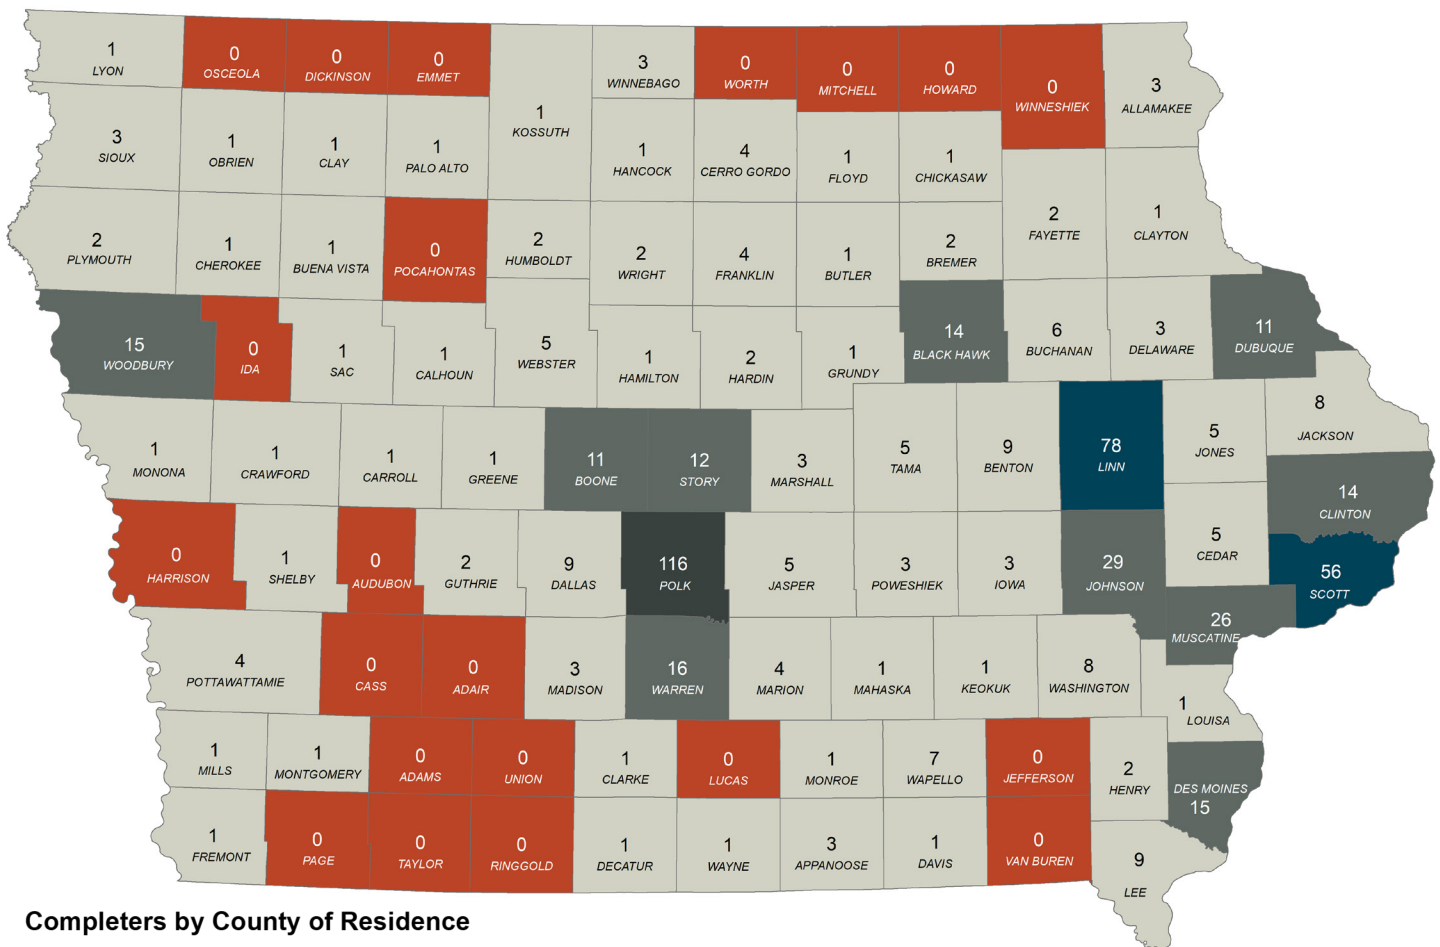 1
LYON
0
OSCEOLA
0
DICKINSON
0
EMMET
1
KOSSUTH
3
WINNEBAGO
0
WORTH
0
MITCHELL
0
HOWARD
0
WINNESHIEK
3
ALLAMAKEE
3
SIOUX
1
OBRIEN
1
CLAY
1
PALO ALTO
1
HANCOCK
4
CERRO GORDO
1
FLOYD
1
CHICKASAW
2
PLYMOUTH
1
CHEROKEE
1
BUENA VISTA
0
POCAHONTAS
2
HUMBOLDT
2
WRIGHT
4
FRANKLIN
1
BUTLER
2
BREMER
2
FAYETTE
1
CLAYTON
15
WOODBURY
0
IDA
1
SAC
1
CALHOUN
5
WEBSTER
1
HAMILTON
2
HARDIN
1
GRUNDY
14
BLACK HAWK
6
BUCHANAN
3
DELAWARE
11
DUBUQUE
1
MONONA
1
CRAWFORD
1
CARROLL
1
GREENE
11
BOONE
12
STORY
3
MARSHALL
5
TAMA
9
BENTON
78
LINN
5
JONES
8
JACKSON
14
CLINTON
0
HARRISON
1
SHELBY
0
AUDUBON
2
GUTHRIE
9
DALLAS
116
POLK
5
JASPER
3
POWESHIEK
3
IOWA
29
JOHNSON
5
CEDAR
56
SCOTT
26
MUSCATINE
4
POTTAWATTAMIE
0
CASS
0
ADAIR
3
MADISON
16
WARREN
4
MARION
1
MAHASKA
1
KEOKUK
8
WASHINGTON
1
LOUISA
1
MILLS
1
MONTGOMERY
0
ADAMS
0
UNION
1
CLARKE
0
LUCAS
1
MONROE
7
WAPELLO
0
JEFFERSON
2
HENRY
DES MOINES
15
1
FREMONT
0
PAGE
0
TAYLOR
0
RINGGOLD
1
DECATUR
1
WAYNE
3
APPANOOSE
1
DAVIS
0
VAN BUREN
9
LEE
Completers by County of Residence